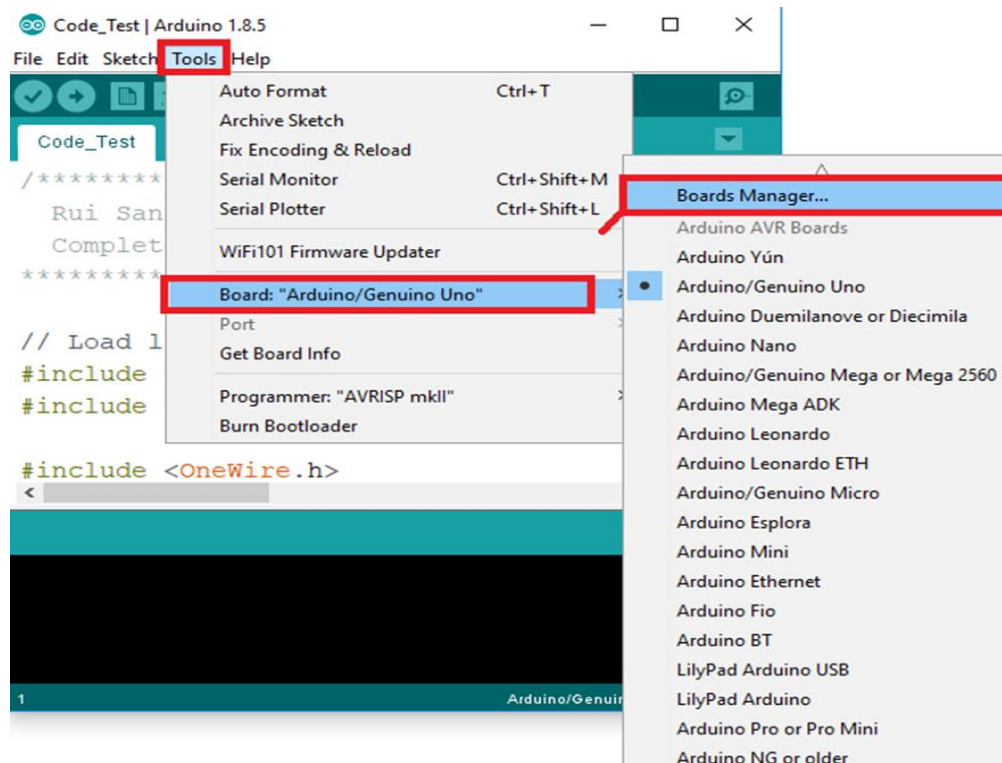 Code_Test | Arduino 1.8.5
File Edit Sketch Tools Help
Code_Test
/********
Rui San
Complet
*********
// Load l
#include
#include
#include <OneWire.h>
Auto Format Ctrl+T
Archive Sketch
Fix Encoding & Reload
Serial Monitor Ctrl+Shift+M
Serial Plotter Ctrl+Shift+L
WiFi101 Firmware Updater
Board: "Arduino/Genuino Uno"
Port
Get Board Info
Programmer: "AVRISP mkII"
Burn Bootloader
Boards Manager...
Arduino AVR Boards
Arduino Yún
Arduino/Genuino Uno
Arduino Duemilanove or Diecimila
Arduino Nano
Arduino/Genuino Mega or Mega 2560
Arduino Mega ADK
Arduino Leonardo
Arduino Leonardo ETH
Arduino/Genuino Micro
Arduino Esplora
Arduino Mini
Arduino Ethernet
Arduino Fio
Arduino BT
LilyPad Arduino USB
LilyPad Arduino
Arduino Pro or Pro Mini
Arduino NG or older
1 Arduino/Genuin